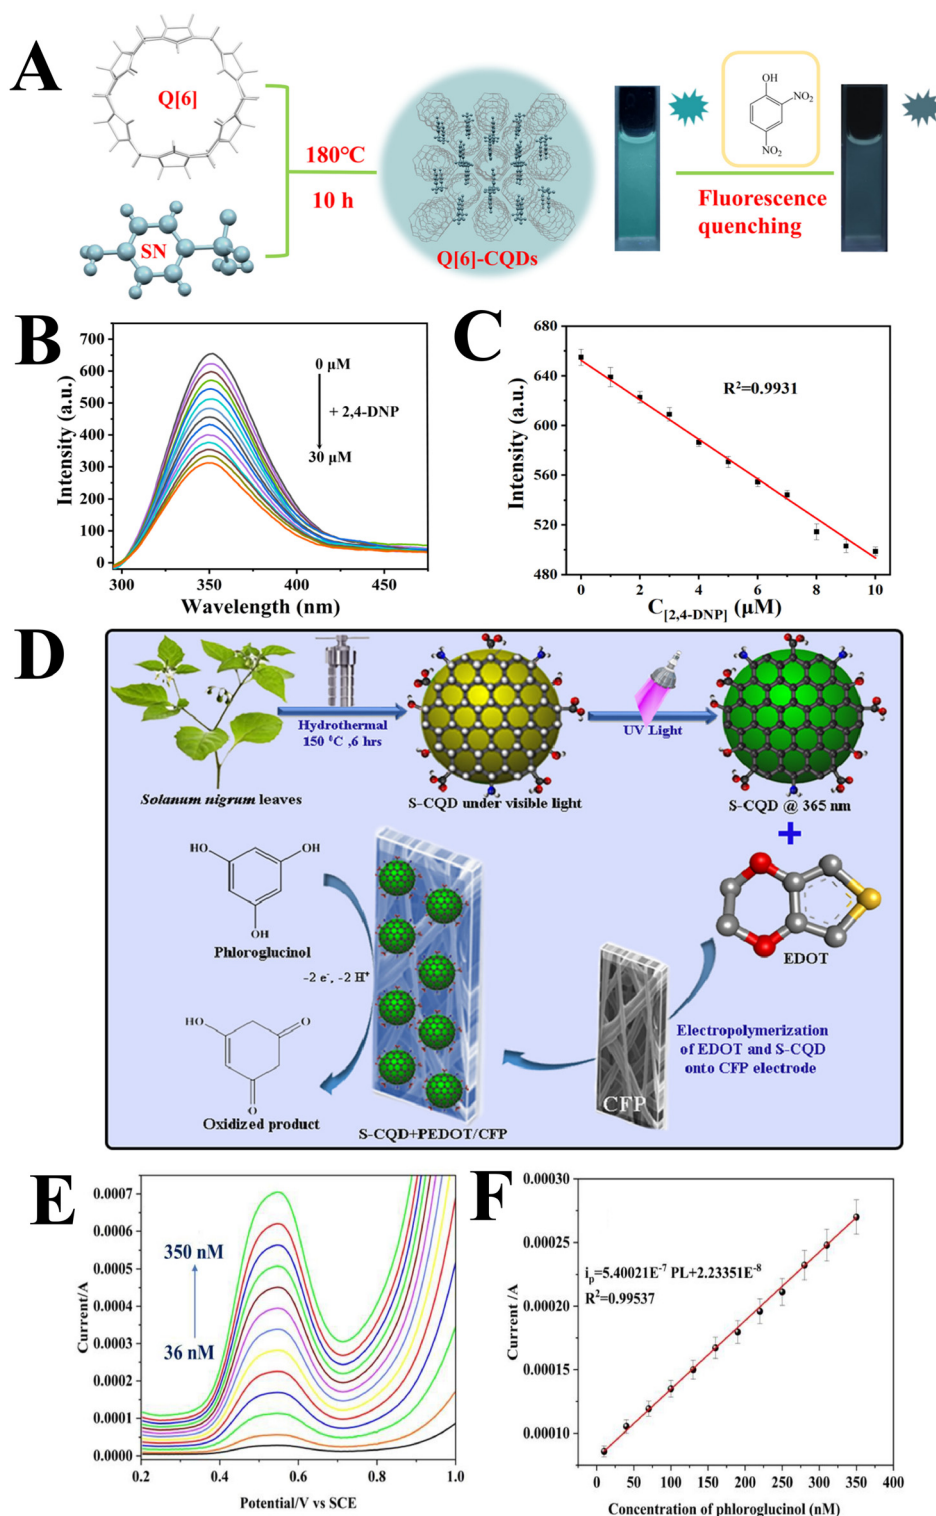 A
Q[6]
SN
180°C
10 h
Q[6]-CQDs
OH
NO₂
NO₂
Fluorescence
quenching
B
Intensity (a.u.)
700
600
500
400
300
200
100
0
0 μM
+ 2,4-DNP
30 μM
300
350
400
450
Wavelength (nm)
C
Intensity (a.u.)
680
640
600
560
520
480
R²=0.9931
0
2
4
6
8
10
C[2,4-DNP] (μM)
D
Hydrothermal
150 ⁰C ,6 hrs
UV Light
Solanum nigrum leaves
S-CQD under visible light
S-CQD @ 365 nm
+
HO
OH
OH
Phloroglucinol
-2 e⁻, -2 H⁺
HO
O
O
Oxidized product
S-CQD+PEDOT/CFP
CFP
EDOT
Electropolymerization
of EDOT and S-CQD
onto CFP electrode
E
Current/A
0.0007
0.0006
0.0005
0.0004
0.0003
0.0002
0.0001
0.0000
350 nM
36 nM
0.2
0.4
0.6
0.8
1.0
Potential/V vs SCE
F
Current /A
0.00030
0.00025
0.00020
0.00015
0.00010
iₚ=5.40021E⁻⁷ PL+2.23351E⁻⁸
R²=0.99537
0
50
100
150
200
250
300
350
400
Concentration of phloroglucinol (nM)